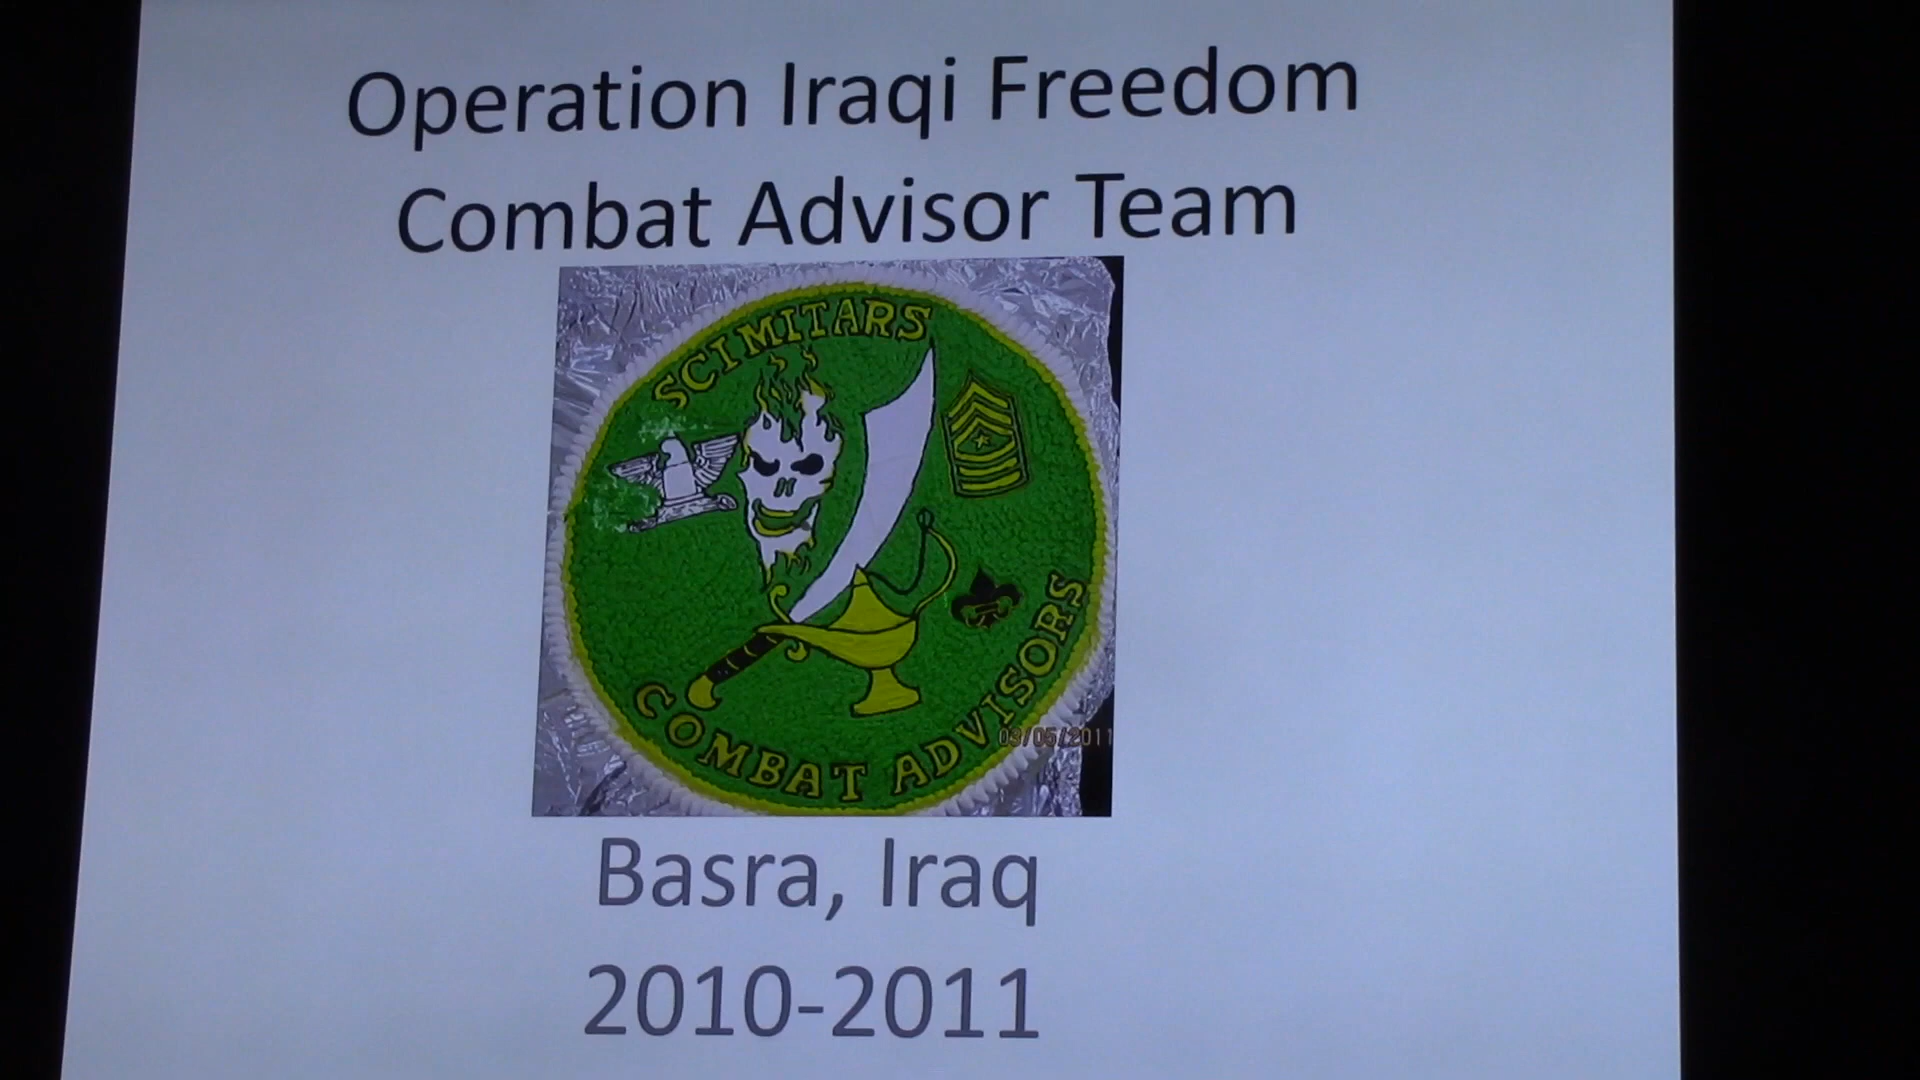 Operation Iraqi Freedom
Combat Advisor Team
SCIMITARS
COMBAT ADVISORS
03/05/2011
Basra, Iraq
2010-2011